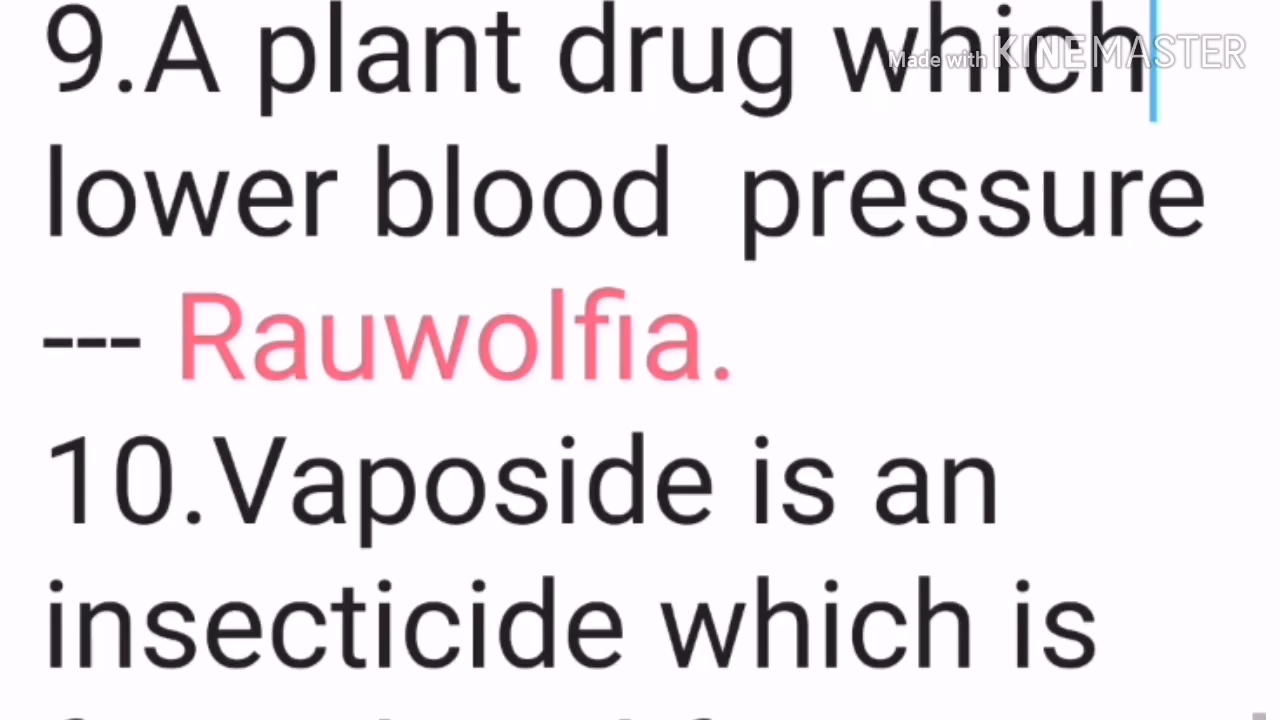 9.A plant drug which
Made with KINEMASTER
lower blood  pressure
--- Rauwolfia.
10.Vaposide is an
insecticide which is